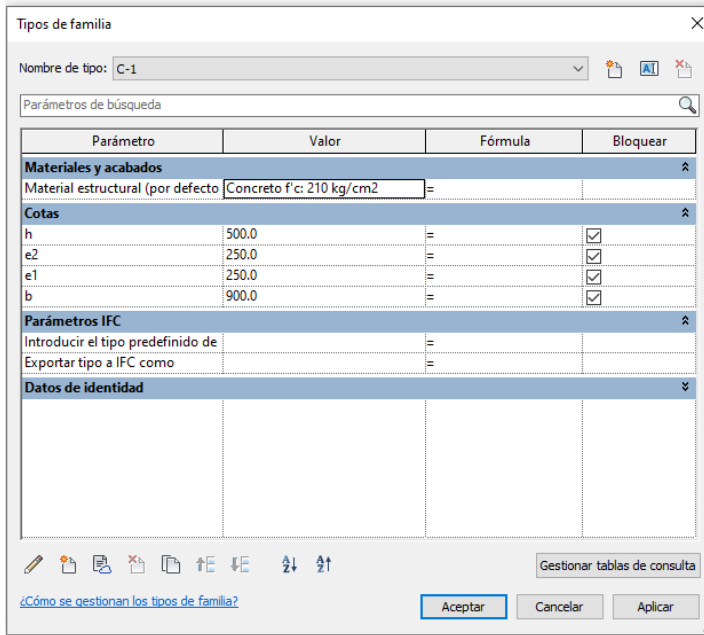 Tipos de familia
Nombre de tipo: C-1
Parámetros de búsqueda
Parámetro Valor Fórmula Bloquear
Materiales y acabados
Material estructural (por defecto Concreto f'c: 210 kg/cm2 =
Cotas
h 500.0 =
e2 250.0 =
e1 250.0 =
b 900.0 =
Parámetros IFC
Introducir el tipo predefinido de =
Exportar tipo a IFC como =
Datos de identidad
Gestionar tablas de consulta
¿Cómo se gestionan los tipos de familia?
Aceptar Cancelar Aplicar